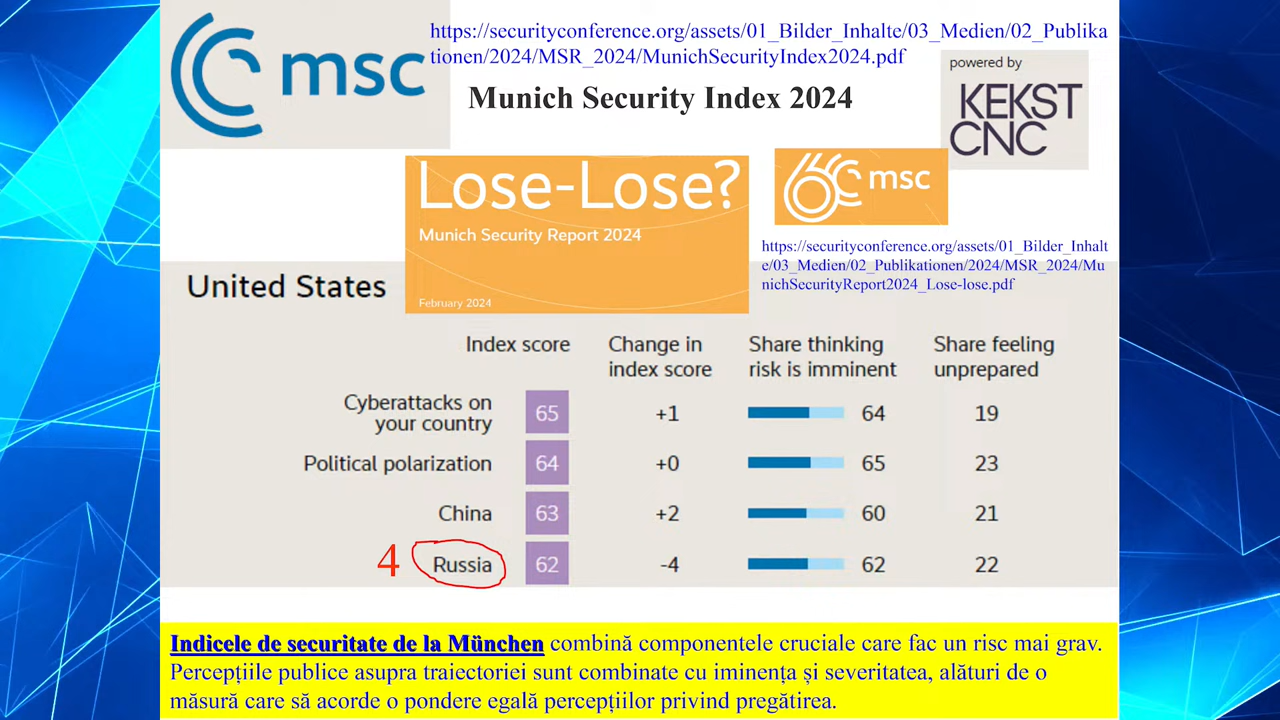 msc
https://securityconference.org/assets/01_Bilder_Inhalte/03_Medien/02_Publika
tionen/2024/MSR_2024/MunichSecurityIndex2024.pdf
Munich Security Index 2024
powered by
KEKST
CNC
Lose-Lose?
Munich Security Report 2024
February 2024
60 msc
https://securityconference.org/assets/01_Bilder_Inhalt
e/03_Medien/02_Publikationen/2024/MSR_2024/Mu
nichSecurityReport2024_Lose-lose.pdf
United States
Index score Change in index score Share thinking risk is imminent Share feeling unprepared
Cyberattacks on
your country 65 +1 64 19
Political polarization 64 +0 65 23
China 63 +2 60 21
4 Russia 62 -4 62 22
Indicele de securitate de la München combină componentele cruciale care fac un risc mai grav.
Percepțiile publice asupra traiectoriei sunt combinate cu iminența și severitatea, alături de o
măsură care să acorde o pondere egală percepțiilor privind pregătirea.